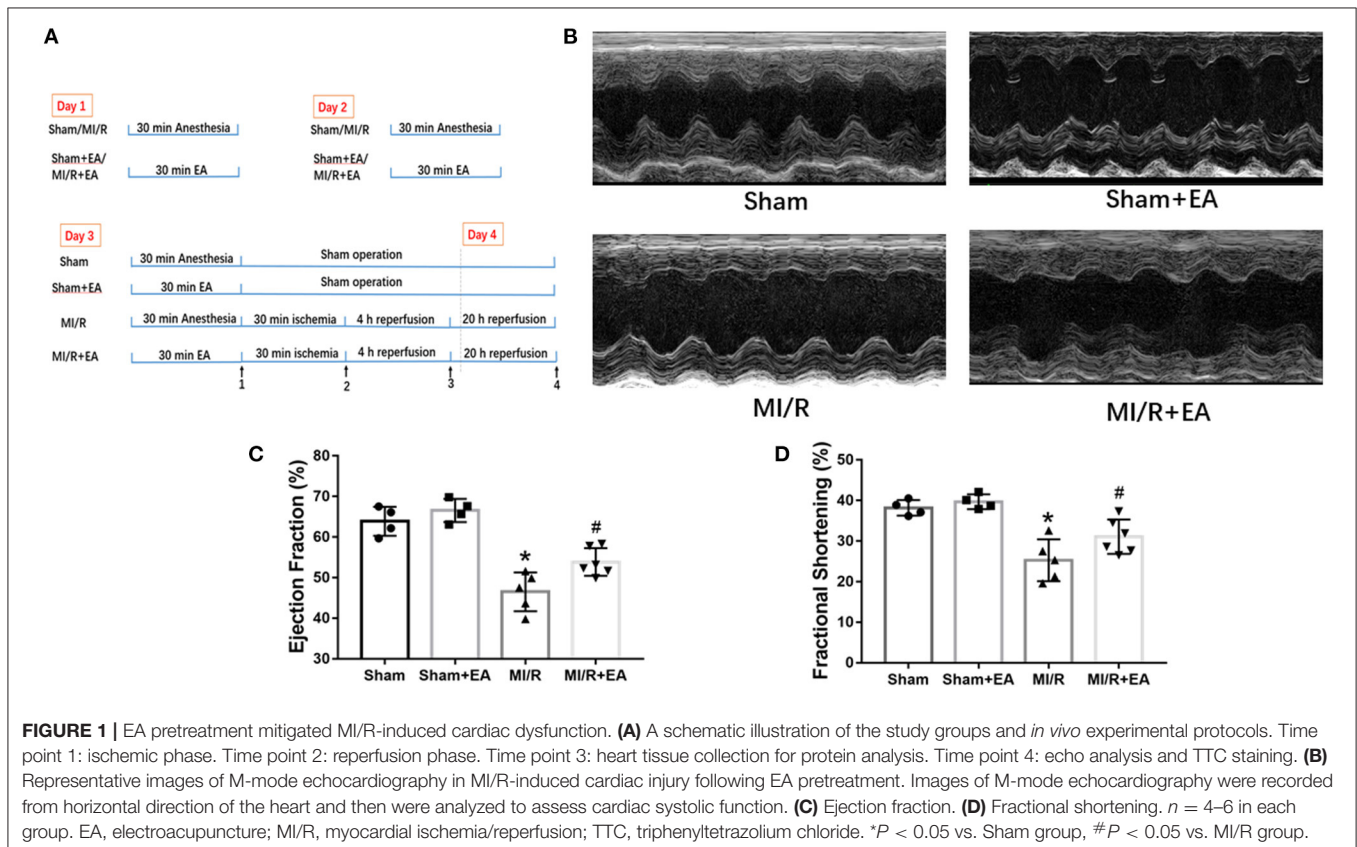 A
Day 1
Day 2
Sham/MI/R 30 min Anesthesia Sham/MI/R 30 min Anesthesia
Sham+EA/
MI/R+EA 30 min EA Sham+EA/
MI/R+EA 30 min EA
Day 3
Day 4
Sham 30 min Anesthesia Sham operation
Sham+EA 30 min EA Sham operation
MI/R 30 min Anesthesia 30 min ischemia 4 h reperfusion 20 h reperfusion
MI/R+EA 30 min EA 30 min ischemia 4 h reperfusion 20 h reperfusion
1 2 3 4
B
Sham
Sham+EA
MI/R
MI/R+EA
C
Ejection Fraction (%)
80
70
60
50
40
30
*
#
Sham Sham+EA MI/R MI/R+EA
D
Fractional Shortening (%)
50
40
30
20
10
0
*
#
Sham Sham+EA MI/R MI/R+EA
FIGURE 1 | EA pretreatment mitigated MI/R-induced cardiac dysfunction. (A) A schematic illustration of the study groups and in vivo experimental protocols. Time
point 1: ischemic phase. Time point 2: reperfusion phase. Time point 3: heart tissue collection for protein analysis. Time point 4: echo analysis and TTC staining. (B)
Representative images of M-mode echocardiography in MI/R-induced cardiac injury following EA pretreatment. Images of M-mode echocardiography were recorded
from horizontal direction of the heart and then were analyzed to assess cardiac systolic function. (C) Ejection fraction. (D) Fractional shortening. n = 4–6 in each
group. EA, electroacupuncture; MI/R, myocardial ischemia/reperfusion; TTC, triphenyltetrazolium chloride. *P < 0.05 vs. Sham group, #P < 0.05 vs. MI/R group.